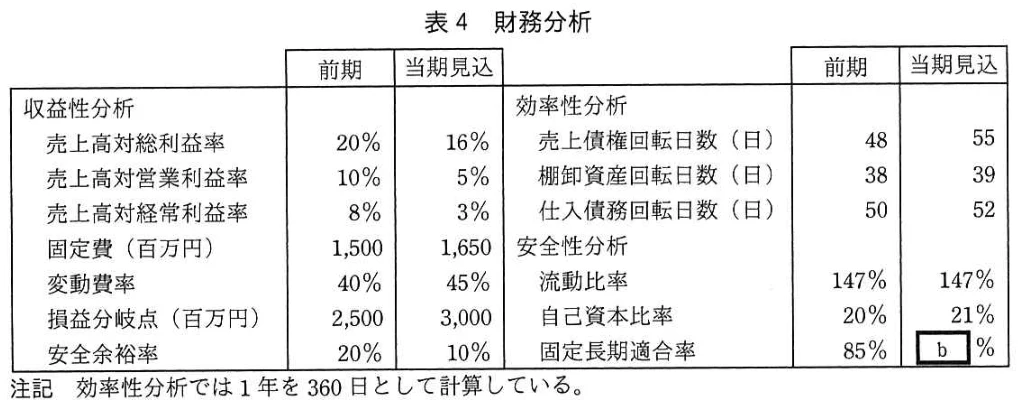 表4　財務分析
前期　当期見込　前期　当期見込
収益性分析　効率性分析
売上高対総利益率　20%　16%　売上債権回転日数（日）　48　55
売上高対営業利益率　10%　5%　棚卸資産回転日数（日）　38　39
売上高対経常利益率　8%　3%　仕入債務回転日数（日）　50　52
固定費（百万円）　1,500　1,650　安全性分析
変動費率　40%　45%　流動比率　147%　147%
損益分岐点（百万円）　2,500　3,000　自己資本比率　20%　21%
安全余裕率　20%　10%　固定長期適合率　85%　b　%
注記　効率性分析では1年を360日として計算している。